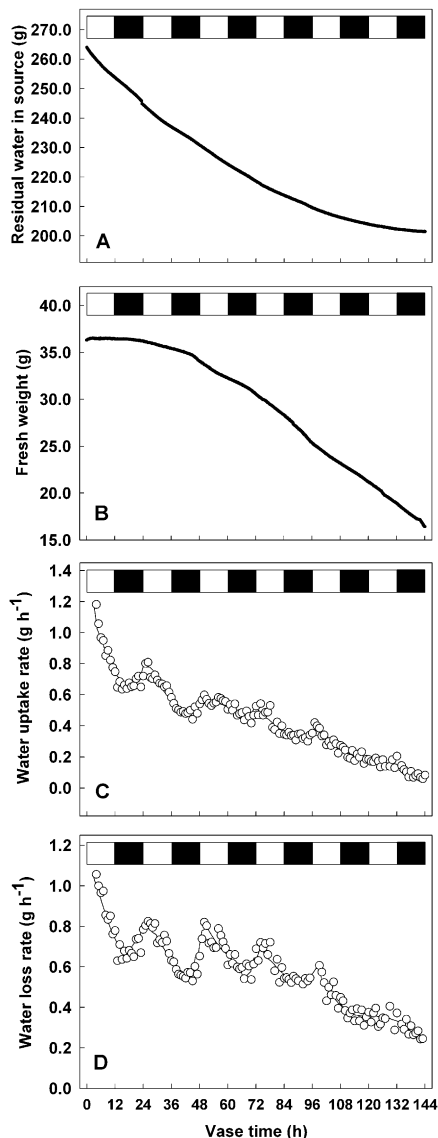 270.0
260.0
250.0
240.0
230.0
220.0
210.0
200.0
Residual water in source (g)
A
40.0
35.0
30.0
25.0
20.0
15.0
Fresh weight (g)
B
1.4
1.2
1.0
0.8
0.6
0.4
0.2
0.0
Water uptake rate (g h-1)
C
1.2
1.0
0.8
0.6
0.4
0.2
0.0
Water loss rate (g h-1)
D
0 12 24 36 48 60 72 84 96 108 120 132 144
Vase time (h)